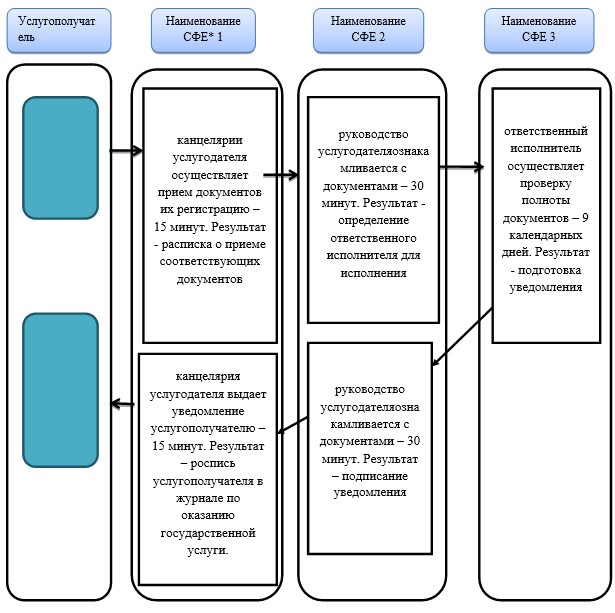 Услугополучат
ель
Наименование
СФЕ* 1
Наименование
СФЕ 2
Наименование
СФЕ 3
канцелярии
услугодателя
осуществляет
прием документов
их регистрацию –
15 минут. Результат
- расписка о приеме
соответствующих
документов
руководство
услугодателяознака
мливается с
документами – 30
минут. Результат -
определение
ответственного
исполнителя для
исполнения
ответственный
исполнитель
осуществляет
проверку
полноты
документов – 9
календарных
дней. Результат
- подготовка
уведомления
канцелярия
услугодателя выдает
уведомление
услугополучателю –
15 минут. Результат
– роспись
услугополучателя в
журнале по
оказанию
государственной
услуги.
руководство
услугодателяозна
камливается с
документами – 30
минут. Результат
– подписание
уведомления